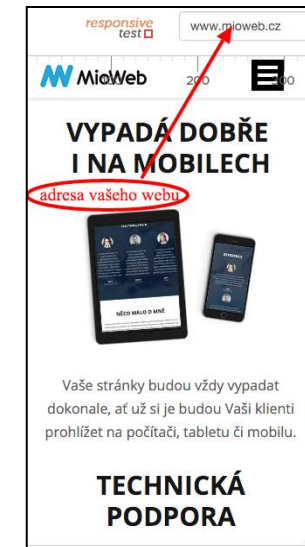 responsive
test
www.mioweb.cz
MioWeb
200
VYPADÁ DOBŘE
I NA MOBILECH
adresa vašeho webu
REFERENCE
NĚCO MÁLO O MNĚ
Vaše stránky budou vždy vypadat
dokonale, ať už si je budou Vaši klienti
prohlížet na počítači, tabletu či mobilu.
TECHNICKÁ
PODPORA